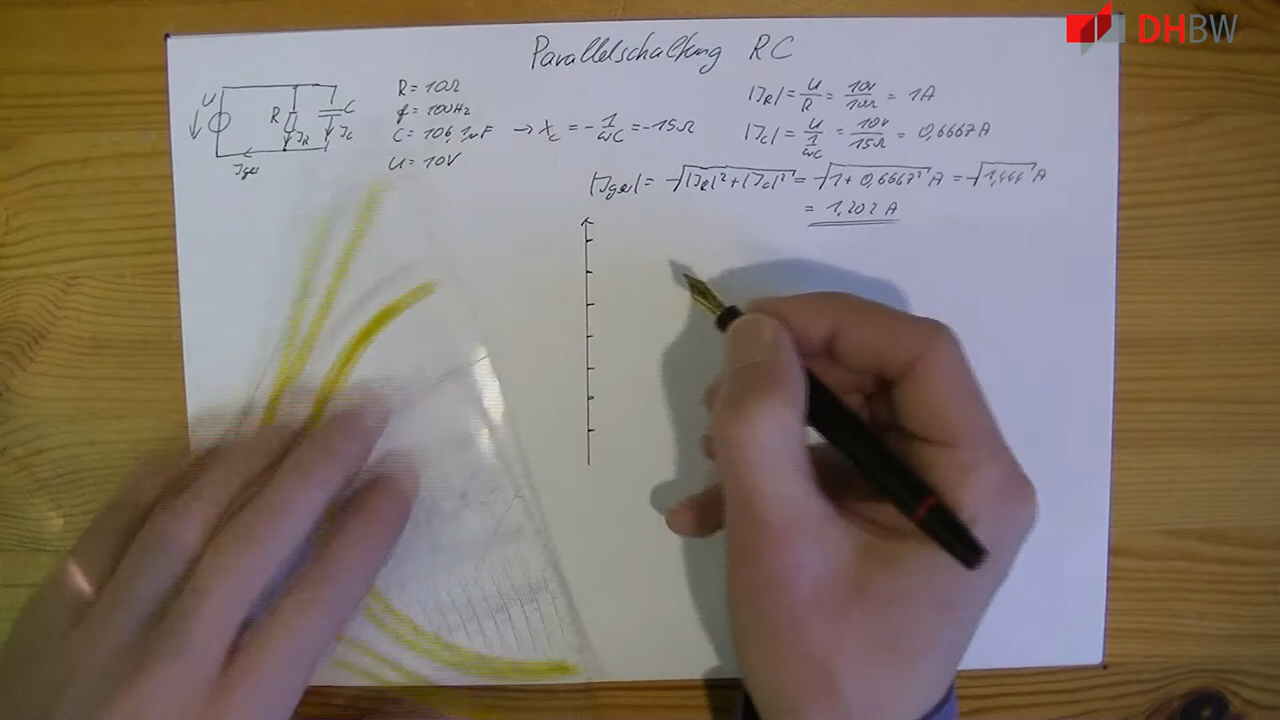 DHBW
Parallelschaltung RC
U R I_R C I_C
I_ges
R = 10Ω
f = 100Hz
C = 106,1µF → X_C = - 1/ωC = -15Ω
U = 10V
|I_R| = U/R = 10V/10Ω = 1A
|I_C| = U/(1/ωC) = 10V/15Ω = 0,6667A
|I_ges| = √|I_R|²+|I_C|² = √1 + 0,6667² A = √1,444 A
= 1,202 A